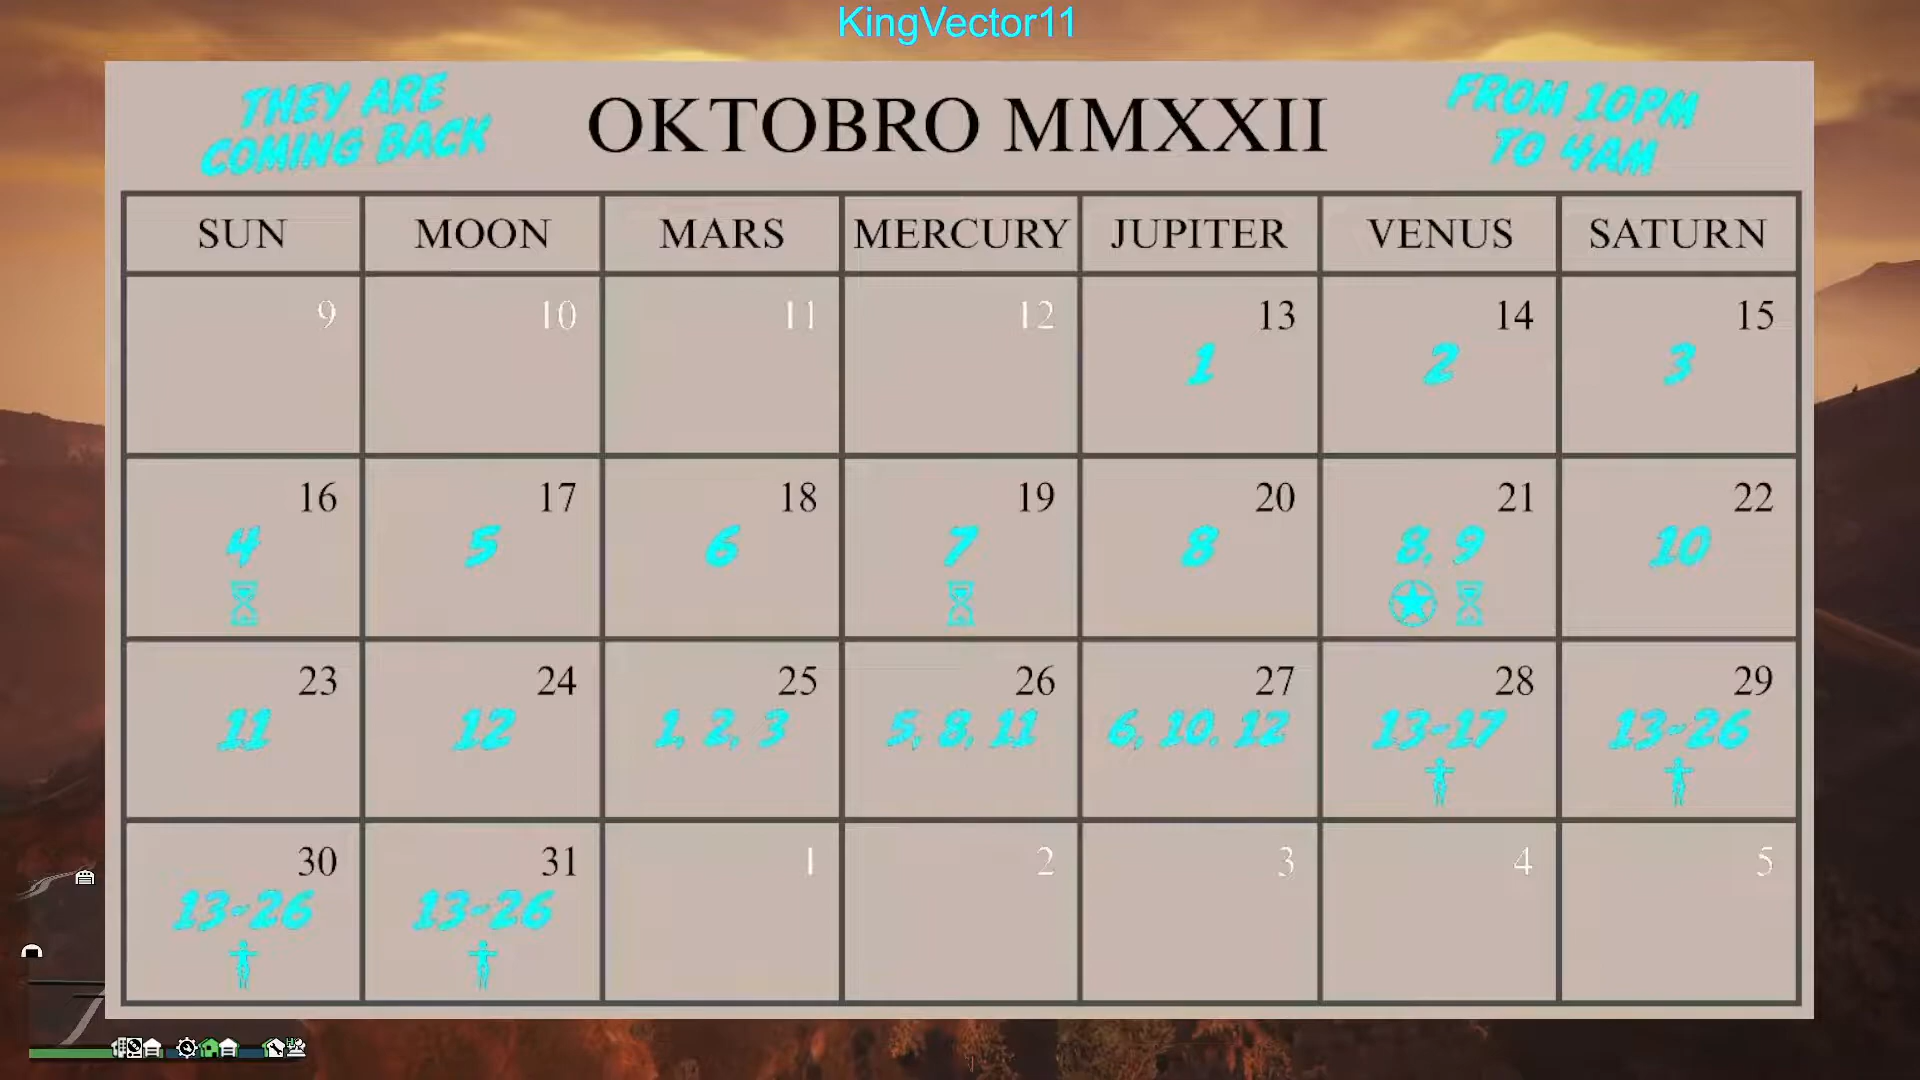 KingVector11
THEY ARE
COMING BACK
OKTOBRO MMXXII
FROM 10PM
TO 4AM
SUN MOON MARS MERCURY JUPITER VENUS SATURN
9 10 11 12 13 14 15
1 2 3
16 17 18 19 20 21 22
4 5 6 7 8 8, 9 10
23 24 25 26 27 28 29
11 12 1, 2, 3 5, 8, 11 6, 10. 12 13-17 13-26
30 31 1 2 3 4 5
13-26 13-26